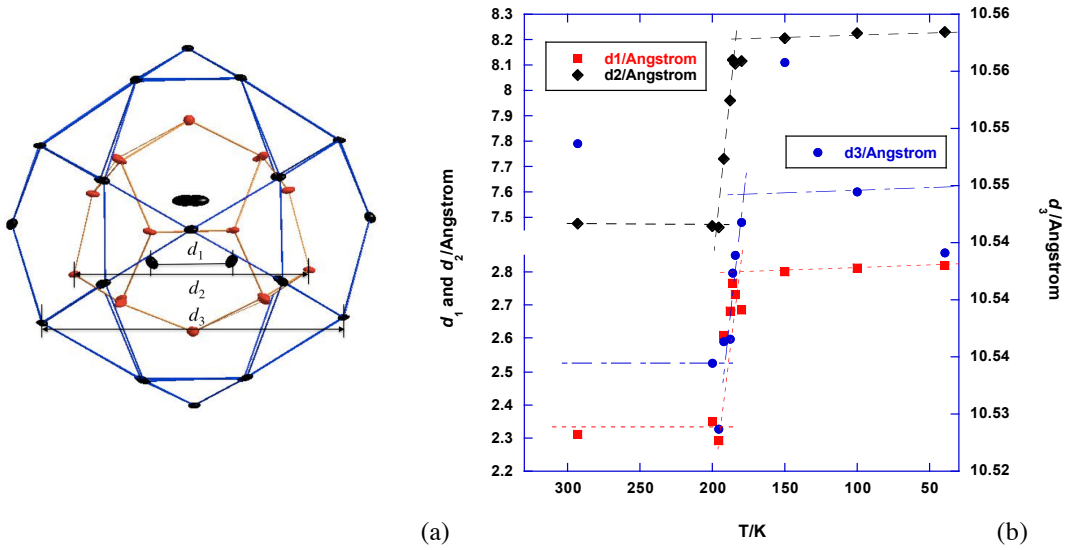 d₁
d₂
d₃
(a)
d₁ and d₂/Angstrom
8.3
8.2
8.1
8
7.9
7.8
7.7
7.6
7.5
2.8
2.7
2.6
2.5
2.4
2.3
2.2
d1/Angstrom
d2/Angstrom
d3/Angstrom
10.56
10.56
10.55
10.55
10.54
10.54
10.54
10.53
10.52
d₃/Angstrom
300 250 200 150 100 50
T/K
(b)